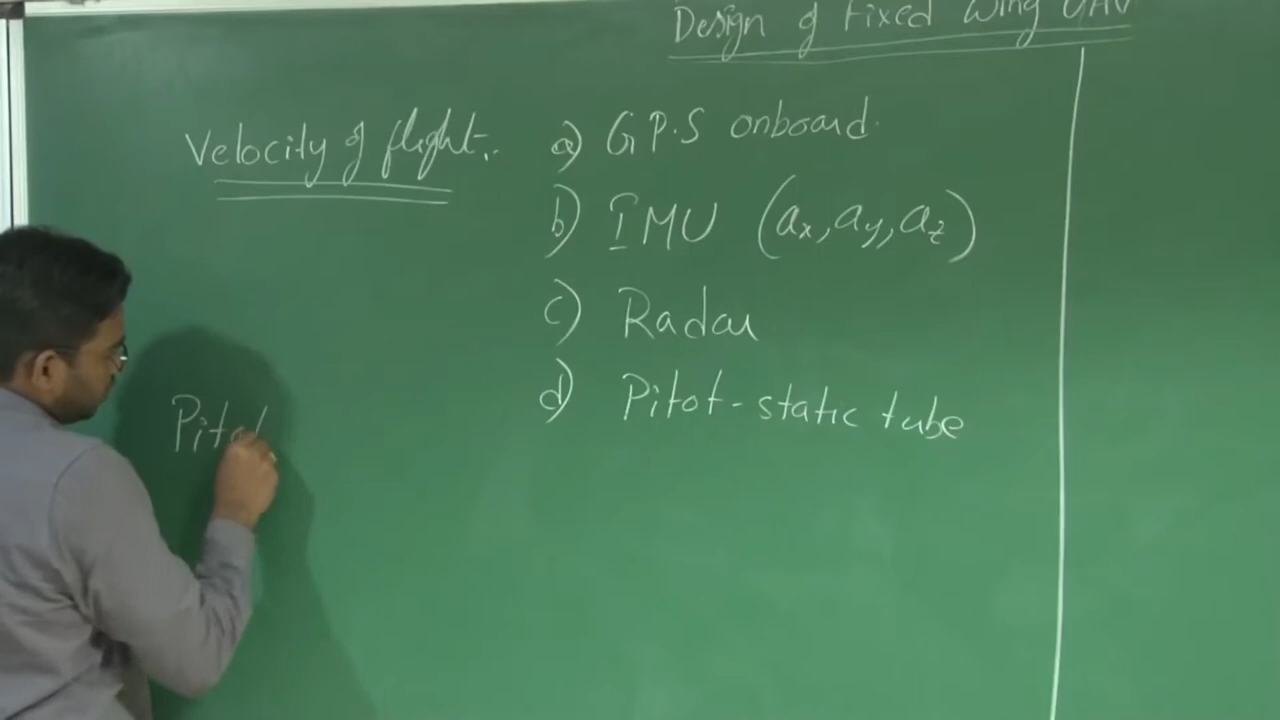 Design of Fixed Wing UAV
Velocity of flight:.
a) G.P.S onboard.
b) IMU (ax, ay, az)
c) Radar
d) Pitot-static tube
Pitot